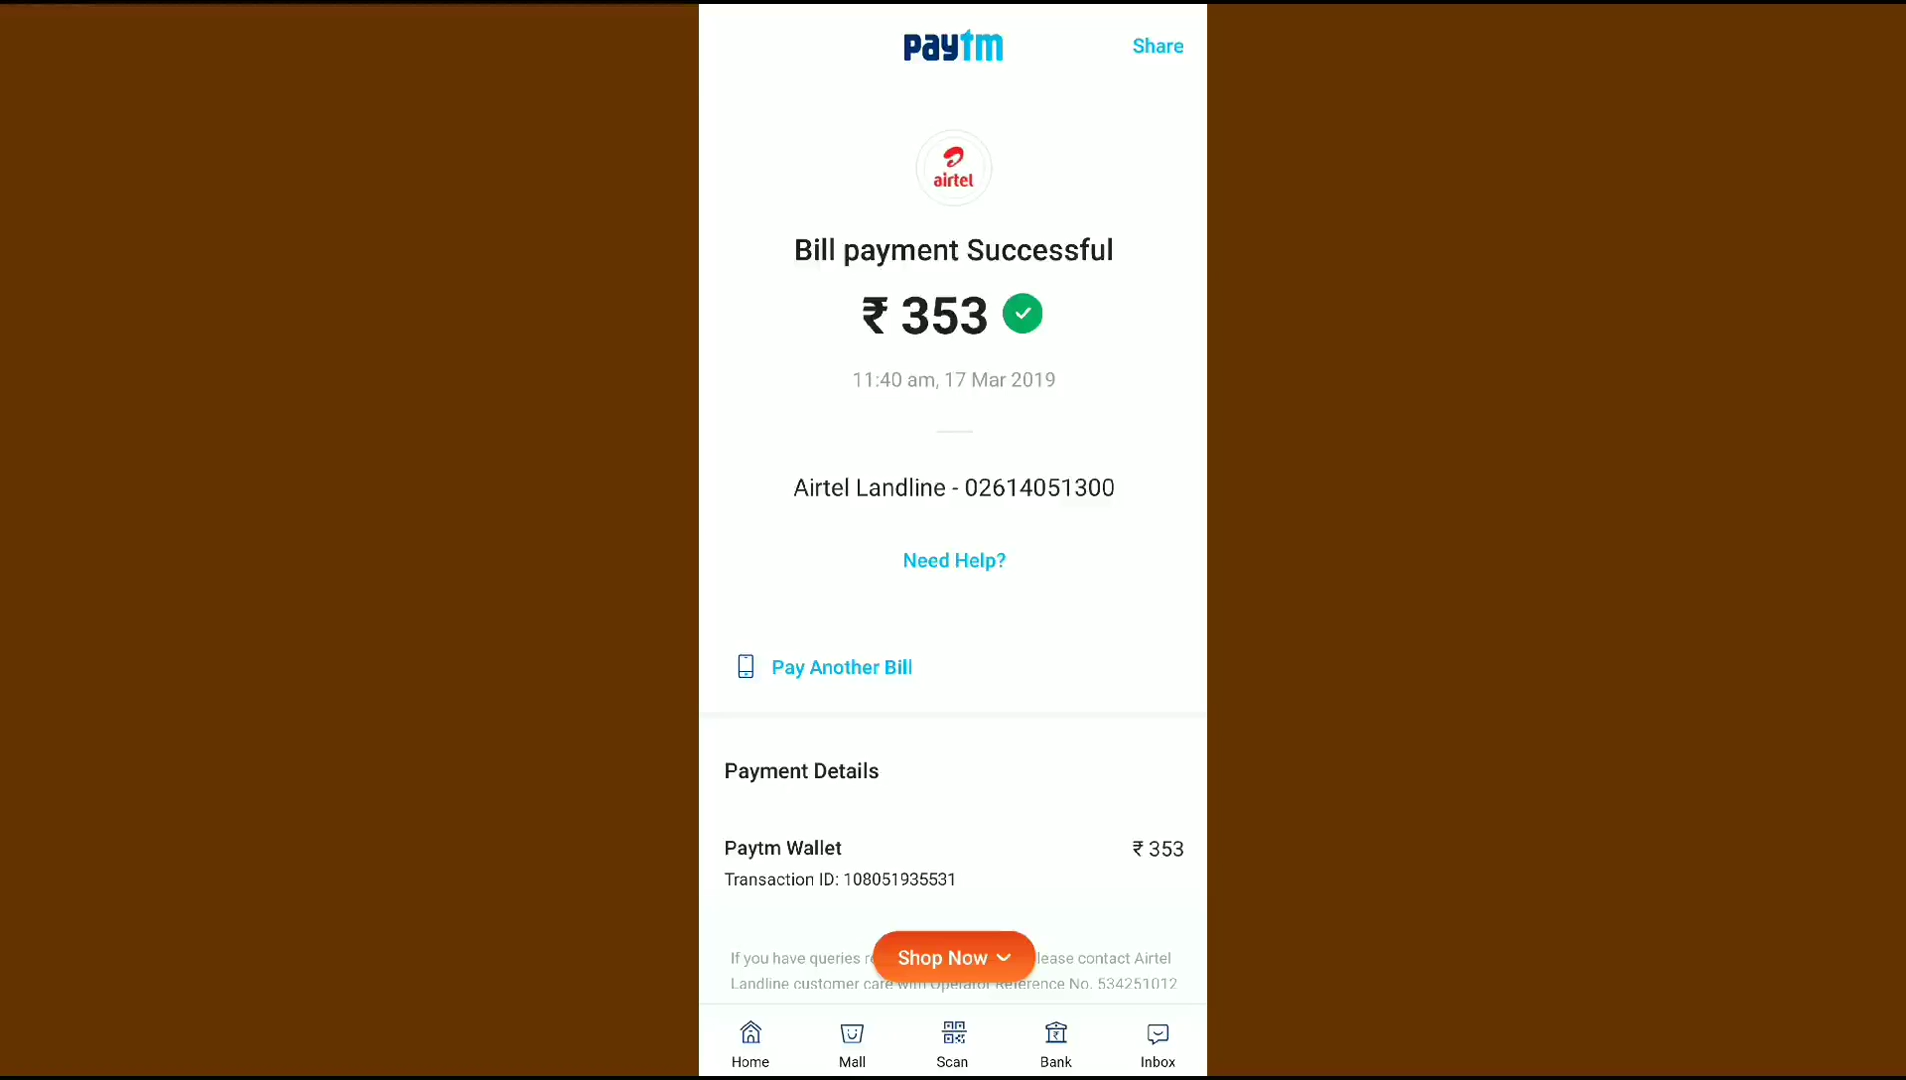 paytm
Share
airtel
Bill payment Successful
₹ 353
11:40 am, 17 Mar 2019
Airtel Landline - 02614051300
Need Help?
Pay Another Bill
Payment Details
Paytm Wallet ₹ 353
Transaction ID: 108051935531
If you have queries
Shop Now
contact Airtel
Landline customer care with Operator Reference No. 534251012
Home Mall Scan Bank Inbox